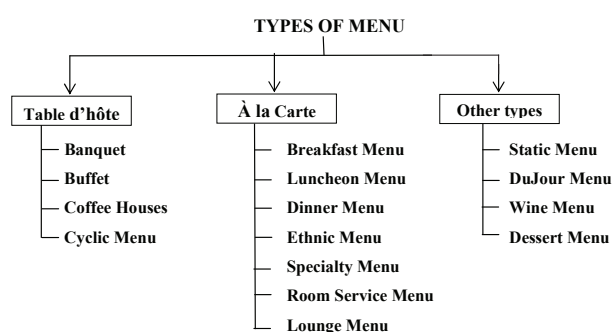 TYPES OF MENU
Table d'hôte
Banquet
Buffet
Coffee Houses
Cyclic Menu
À la Carte
Breakfast Menu
Luncheon Menu
Dinner Menu
Ethnic Menu
Specialty Menu
Room Service Menu
Lounge Menu
Other types
Static Menu
DuJour Menu
Wine Menu
Dessert Menu